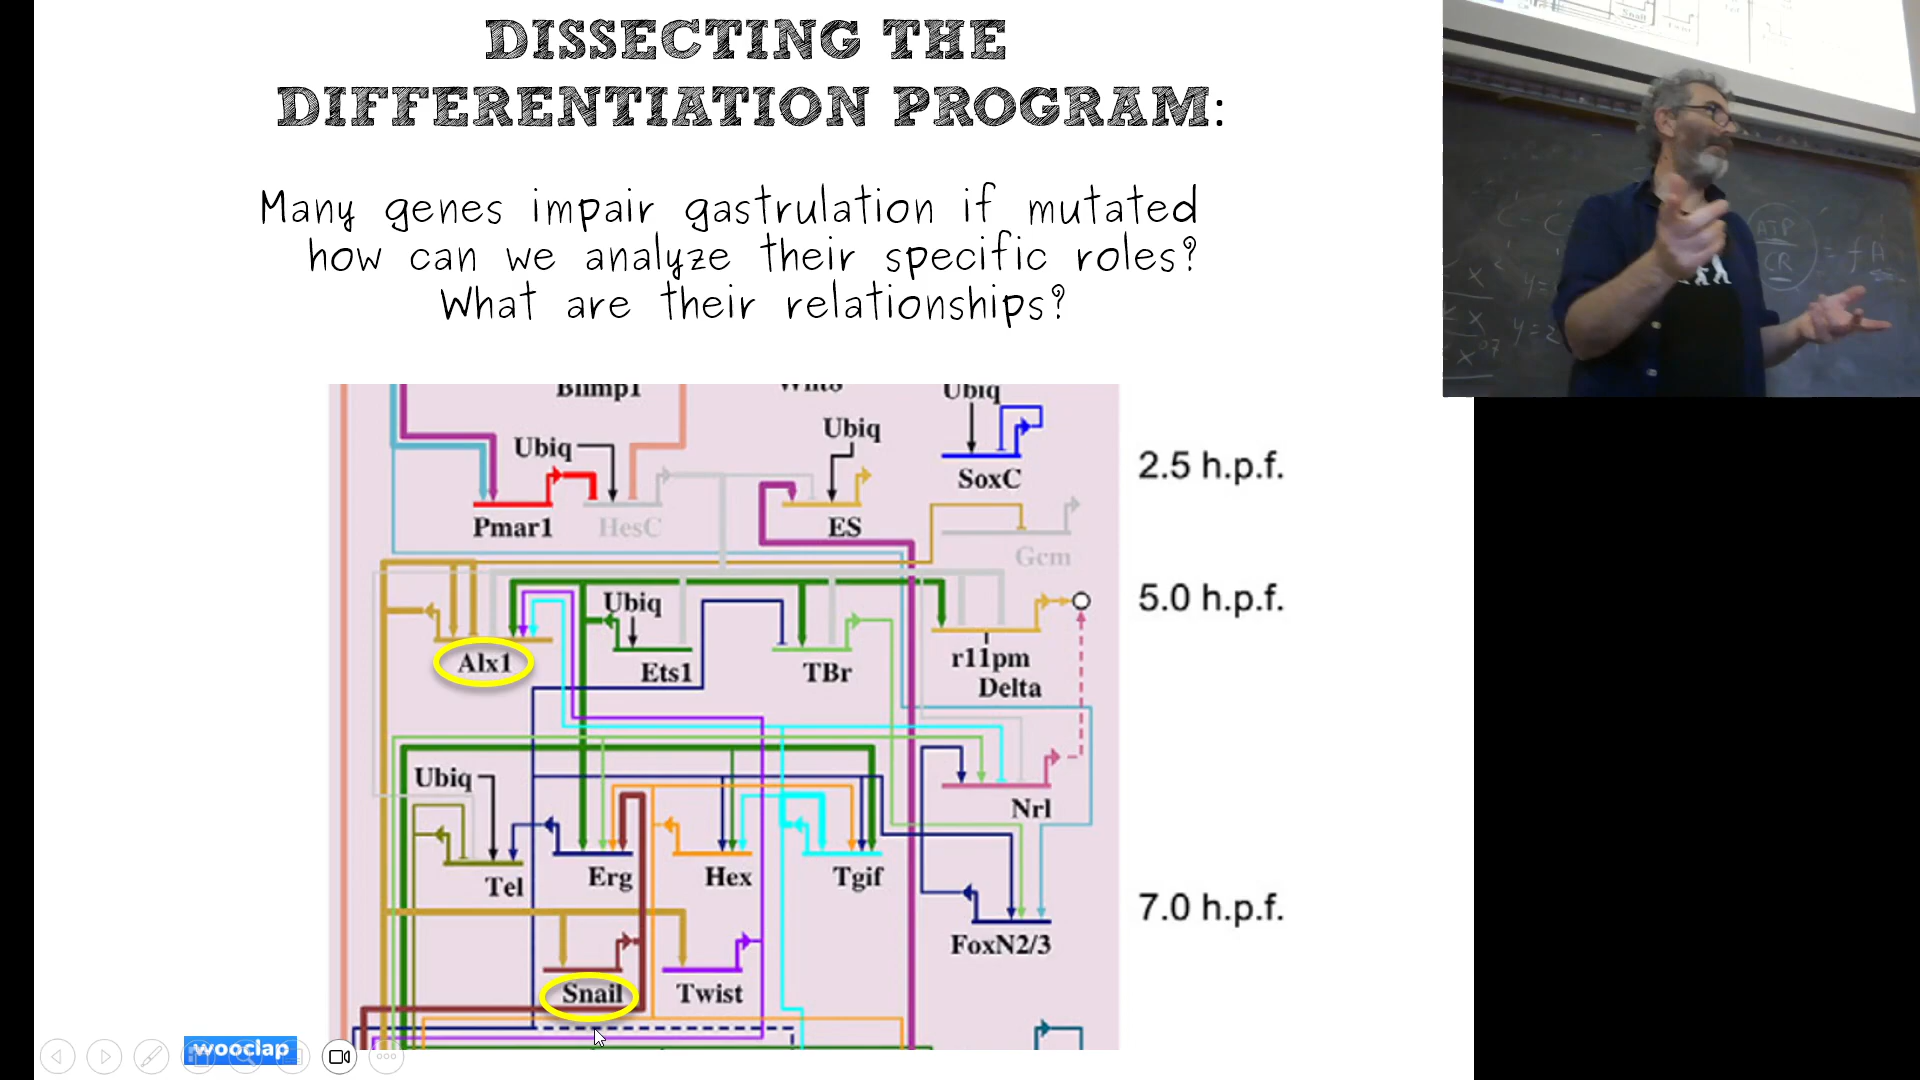 DISSECTING THE
DIFFERENTIATION PROGRAM:
Many genes impair gastrulation if mutated
how can we analyze their specific roles?
What are their relationships?
Ubiq
Ubiq
Ubiq
SoxC
2.5 h.p.f.
Pmar1
HesC
ES
Gcm
Ubiq
5.0 h.p.f.
Alx1
Ets1
TBr
r11pm
Delta
Ubiq
Nrl
Tel
Erg
Hex
Tgif
7.0 h.p.f.
FoxN2/3
Snail
Twist
wooclap
ATP
CR
= f A